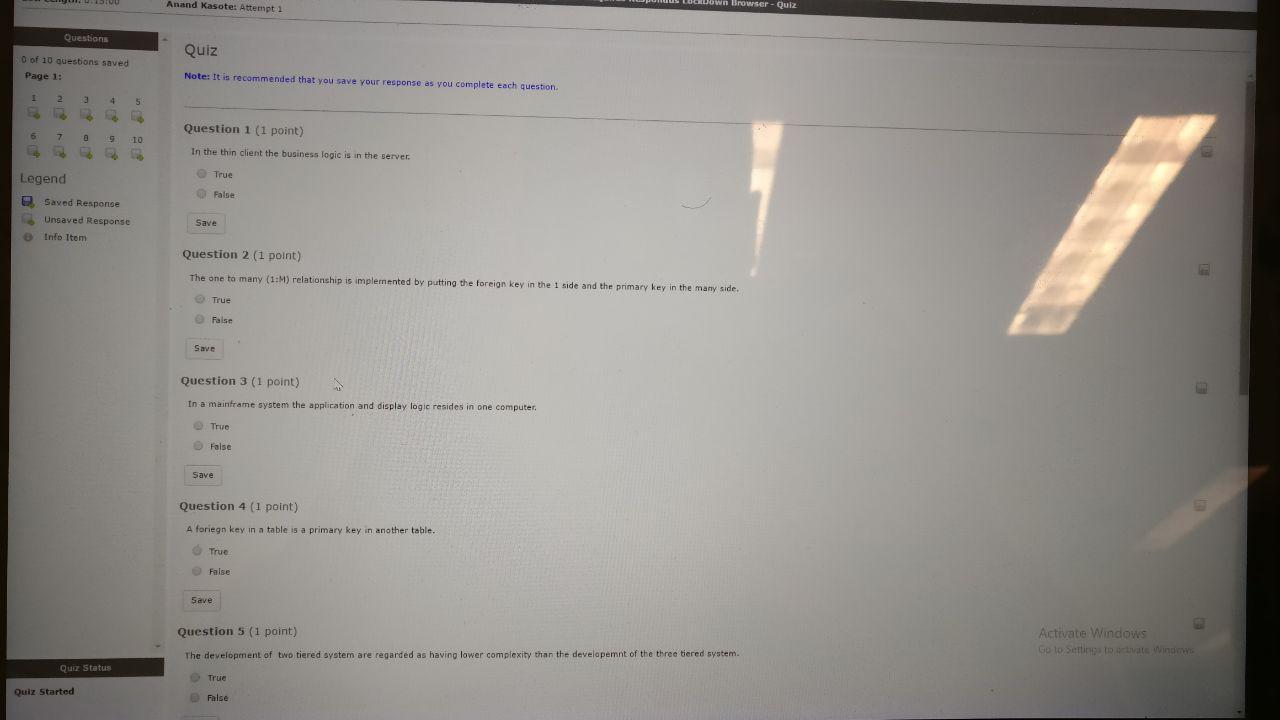 0:15:00
Anand Kasote: Attempt 1
LockDown Browser - Quiz
Questions
0 of 10 questions saved
Page 1:
1 2 3 4 5
6 7 8 9 10
Legend
Saved Response
Unsaved Response
Info Item
Quiz Status
Quiz Started
Quiz
Note: It is recommended that you save your response as you complete each question.
Question 1 (1 point)
In the thin client the business logic is in the server.
True
False
Save
Question 2 (1 point)
The one to many (1:M) relationship is implemented by putting the foreign key in the 1 side and the primary key in the many side.
True
False
Save
Question 3 (1 point)
In a mainframe system the application and display logic resides in one computer.
True
False
Save
Question 4 (1 point)
A foriegn key in a table is a primary key in another table.
True
False
Save
Question 5 (1 point)
The development of two tiered system are regarded as having lower complexity than the developemnt of the three tiered system.
True
False
Activate Windows
Go to Settings to activate Windows.